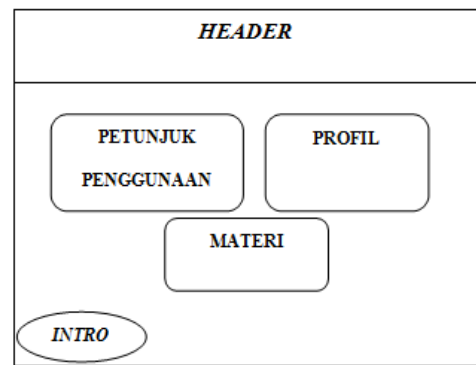 HEADER
PETUNJUK
PENGGUNAAN
PROFIL
MATERI
INTRO